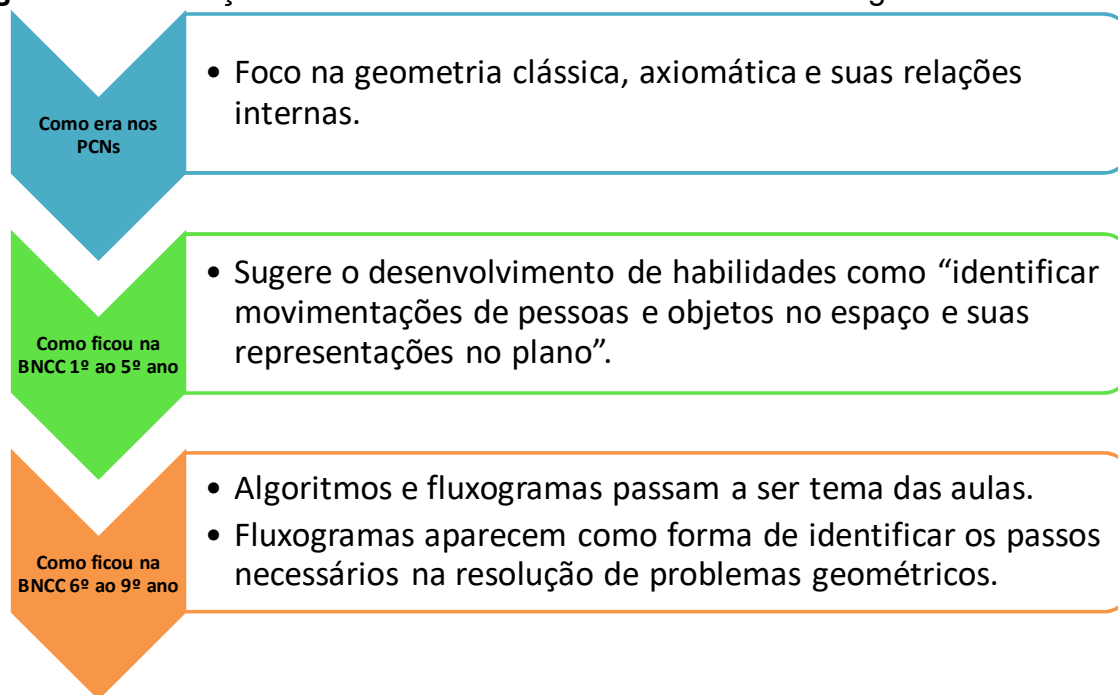 Como era nos
PCNs
• Foco na geometria clássica, axiomática e suas relações
internas.
Como ficou na
BNCC 1º ao 5º ano
• Sugere o desenvolvimento de habilidades como “identificar
movimentações de pessoas e objetos no espaço e suas
representações no plano”.
Como ficou na
BNCC 6º ao 9º ano
• Algoritmos e fluxogramas passam a ser tema das aulas.
• Fluxogramas aparecem como forma de identificar os passos
necessários na resolução de problemas geométricos.